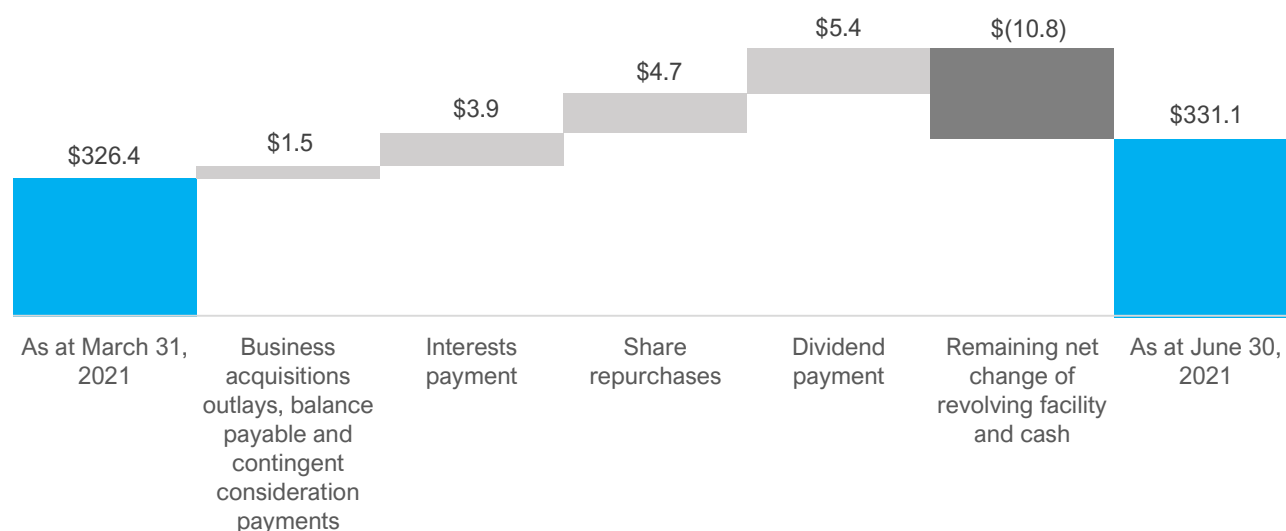 $326.4
$1.5
$3.9
$4.7
$5.4
$(10.8)
$331.1
As at March 31,
2021
Business
acquisitions
outlays, balance
payable and
contingent
consideration
payments
Interests
payment
Share
repurchases
Dividend
payment
Remaining net
change of
revolving facility
and cash
As at June 30,
2021